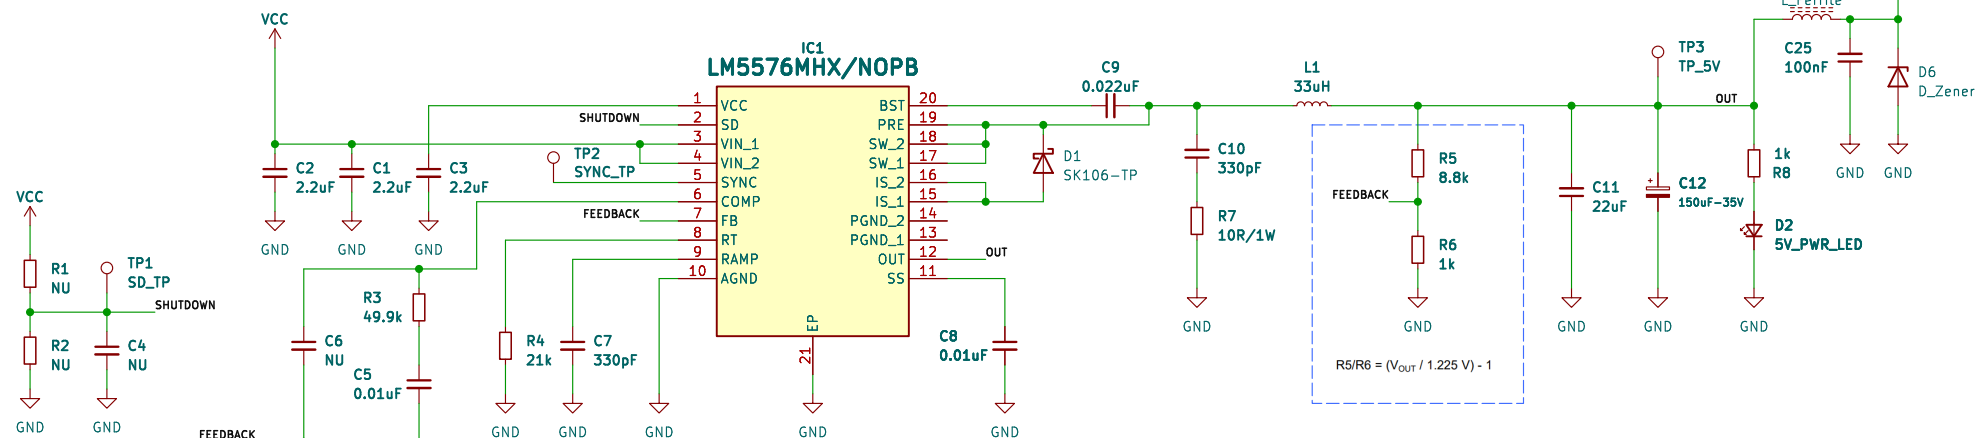 VCC
IC1
LM5576MHX/NOPB
1 VCC
2 SD
3 VIN_1
4 VIN_2
5 SYNC
6 COMP
7 FB
8 RT
9 RAMP
10 AGND
BST 20
PRE 19
SW_2 18
SW_1 17
IS_2 16
IS_1 15
PGND_2 14
PGND_1 13
OUT 12
SS 11
EP
21
SHUTDOWN
TP2
SYNC_TP
FEEDBACK
C2
2.2uF
GND
C1
2.2uF
GND
C3
2.2uF
GND
VCC
R1
NU
TP1
SD_TP
SHUTDOWN
R2
NU
GND
C4
NU
GND
R3
49.9k
C6
NU
C5
0.01uF
FEEDBACK
R4
21k
GND
C7
330pF
GND
GND
GND
C8
0.01uF
GND
OUT
C9
0.022uF
D1
SK106-TP
C10
330pF
R7
10R/1W
GND
L1
33uH
R5
8.8k
FEEDBACK
R6
1k
GND
R5/R6 = (VOUT / 1.225 V) - 1
C11
22uF
GND
TP3
TP_5V
C12
150uF-35V
GND
OUT
1k
R8
D2
5V_PWR_LED
GND
L_Ferrite
C25
100nF
GND
D6
D_Zener
GND